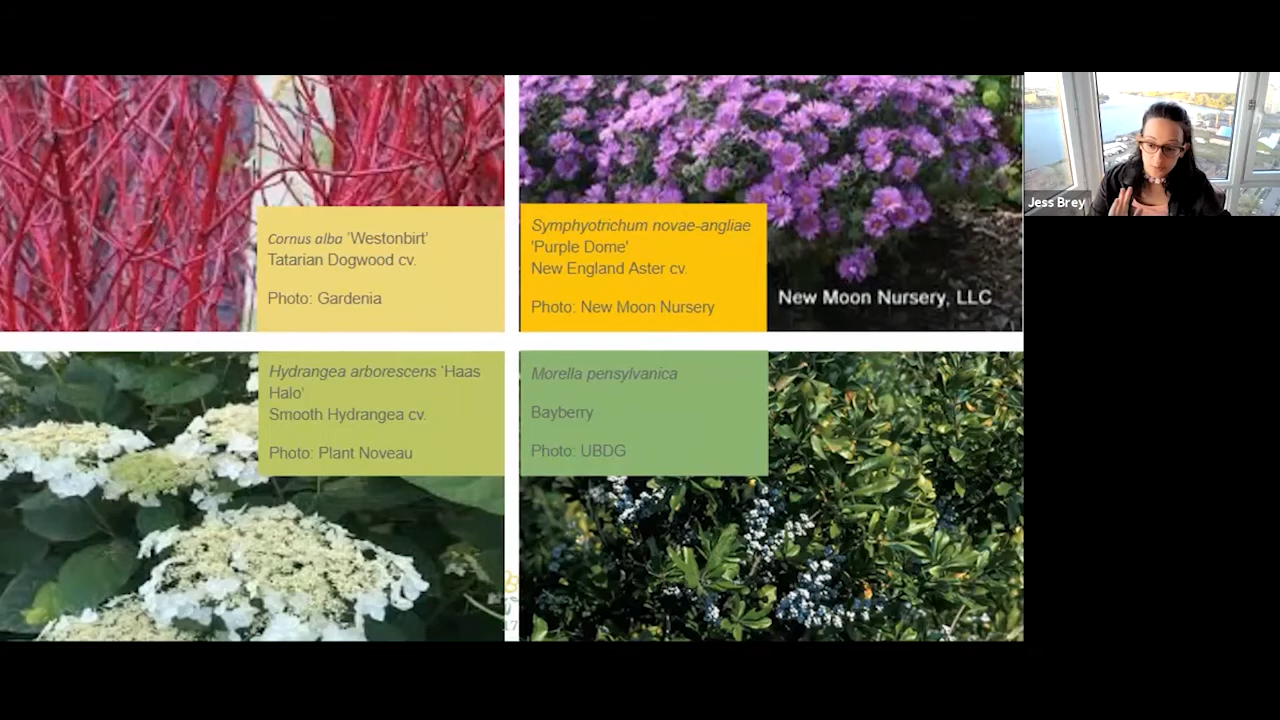 Cornus alba 'Westonbirt'
Tatarian Dogwood cv.
Photo: Gardenia
Symphyotrichum novae-angliae
'Purple Dome'
New England Aster cv.
Photo: New Moon Nursery
New Moon Nursery, LLC
Jess Brey
Hydrangea arborescens 'Haas
Halo'
Smooth Hydrangea cv.
Photo: Plant Noveau
Morella pensylvanica
Bayberry
Photo: UBDG